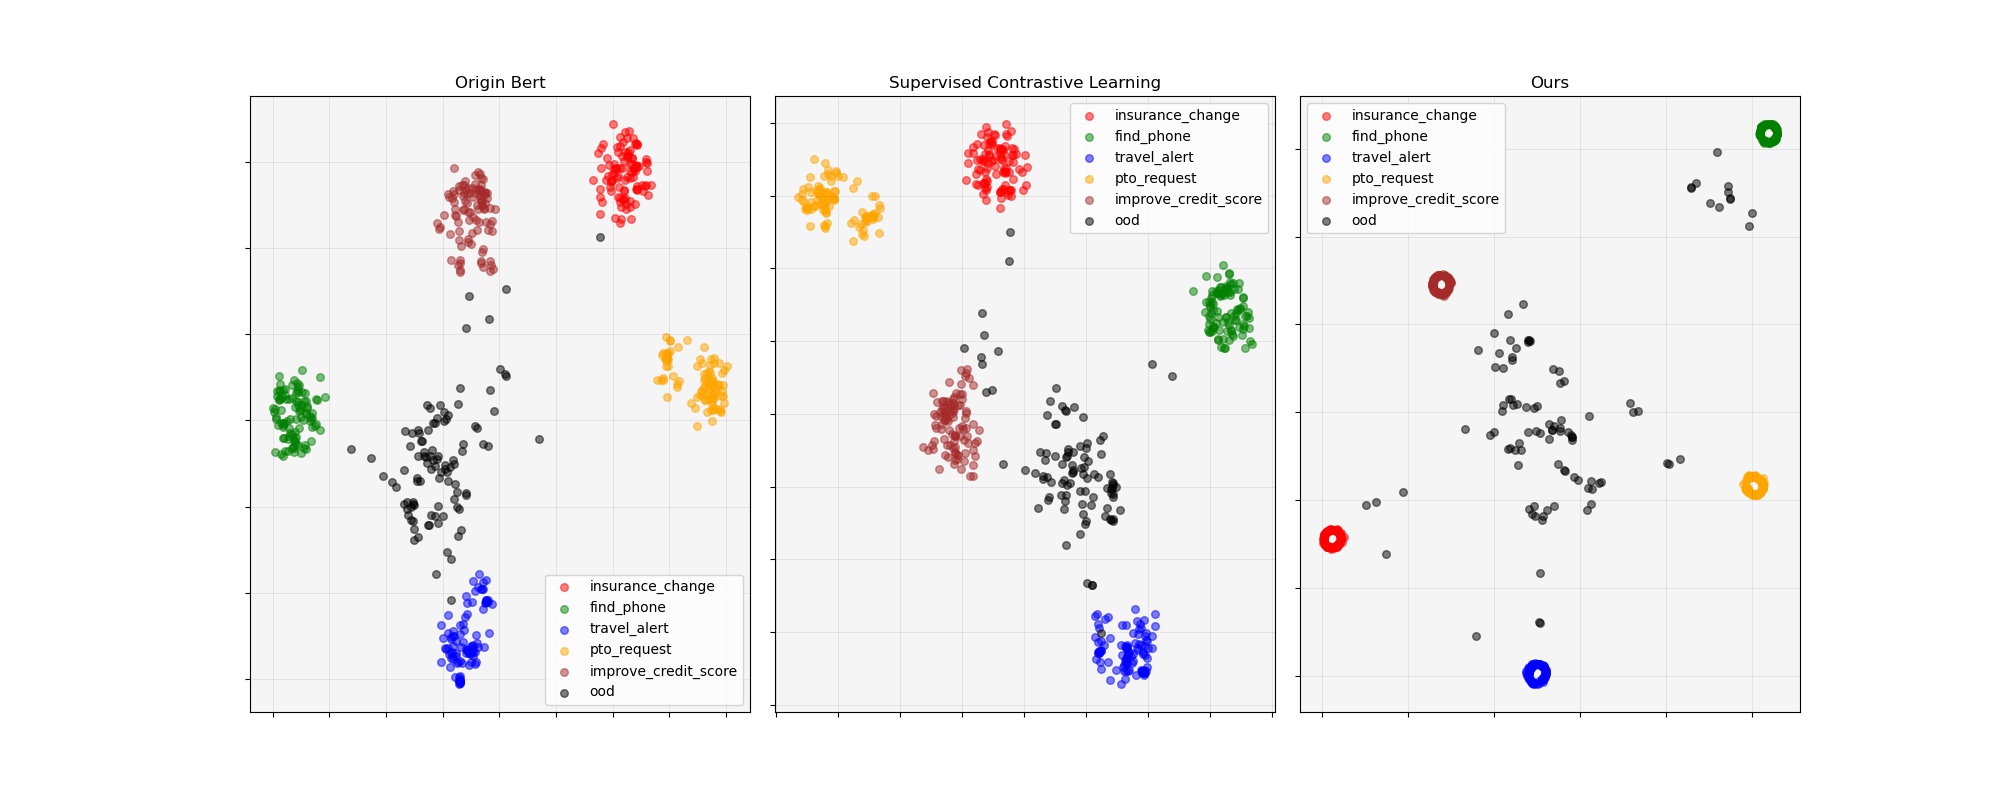 Origin Bert
insurance_change
find_phone
travel_alert
pto_request
improve_credit_score
ood
Supervised Contrastive Learning
insurance_change
find_phone
travel_alert
pto_request
improve_credit_score
ood
Ours
insurance_change
find_phone
travel_alert
pto_request
improve_credit_score
ood